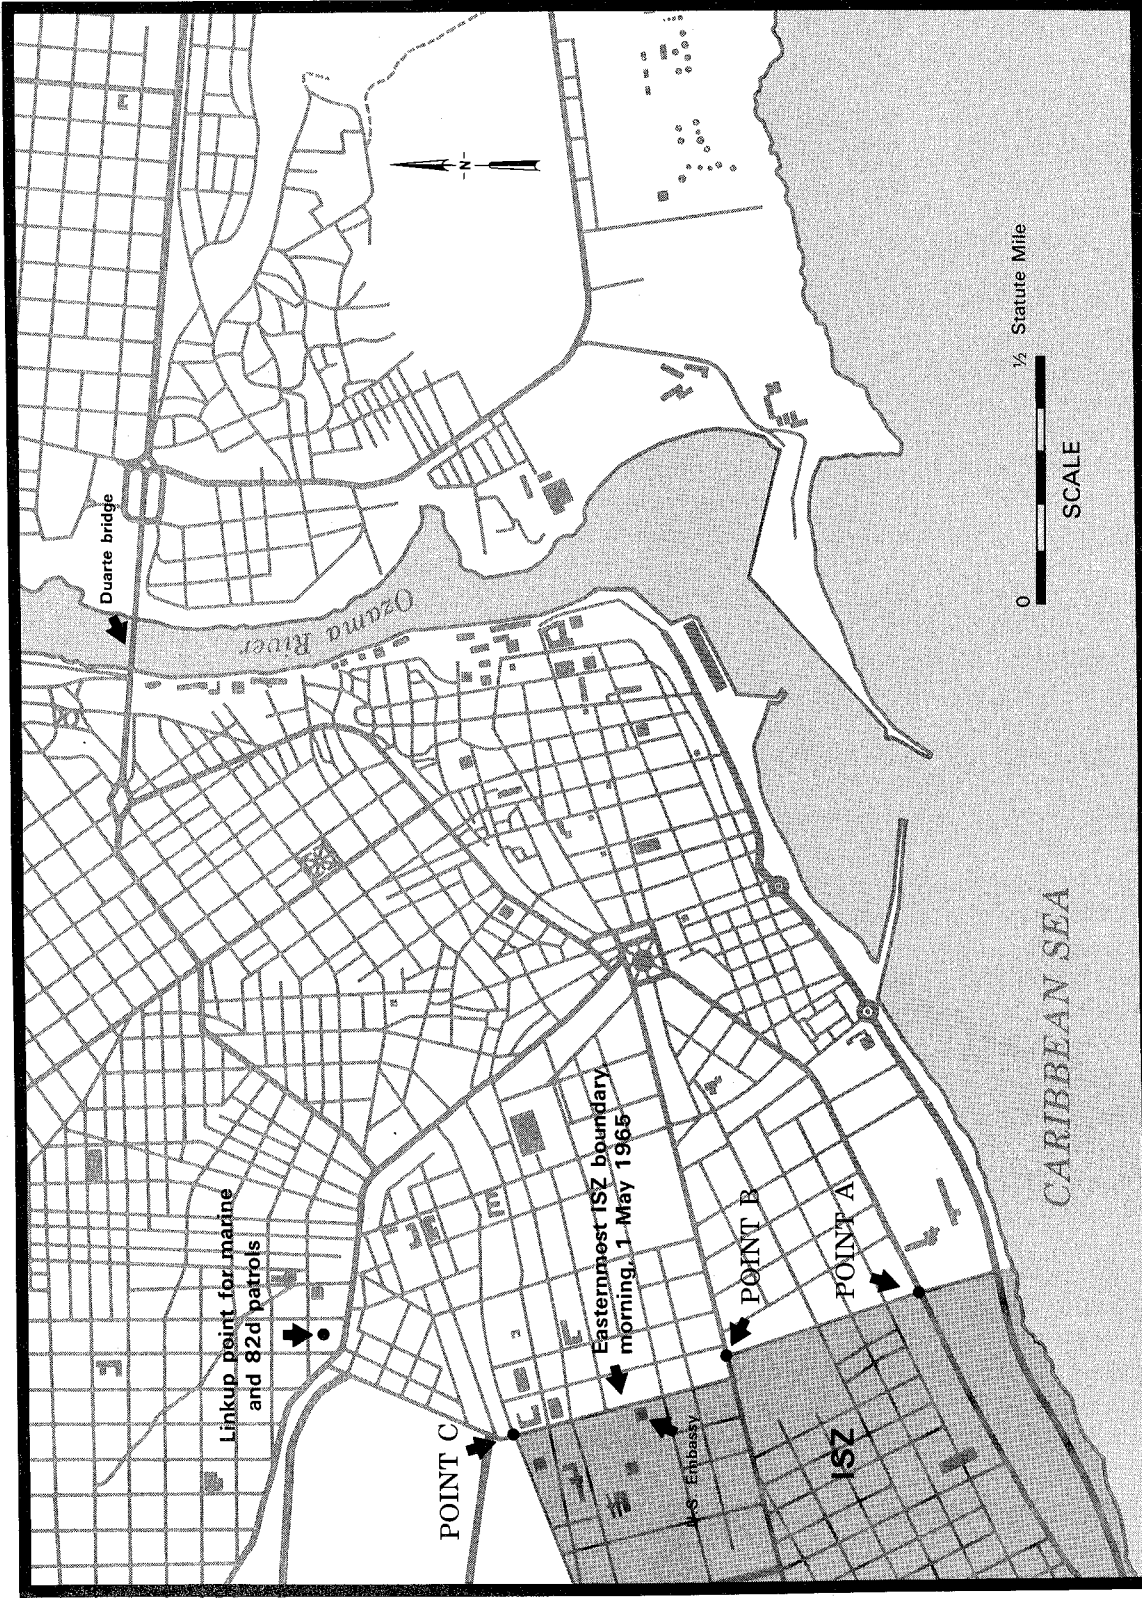 Duarte bridge
Ozama River
-N-
½ Statute Mile
0
SCALE
CARIBBEAN SEA
Linkup point for marine
and 82d patrols
Easternmost ISZ boundary,
morning, 1 May 1965
POINT C
POINT B
POINT A
U.S Embassy
ISZ